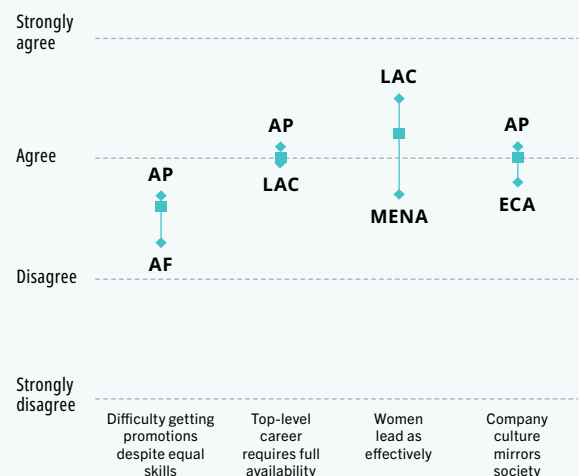 Strongly
agree
LAC
AP
AP
Agree
AP
LAC
ECA
MENA
AF
Disagree
Strongly
disagree
Difficulty getting
promotions
despite equal
skills
Top-level
career
requires full
availability
Women
lead as
effectively
Company
culture
mirrors
society